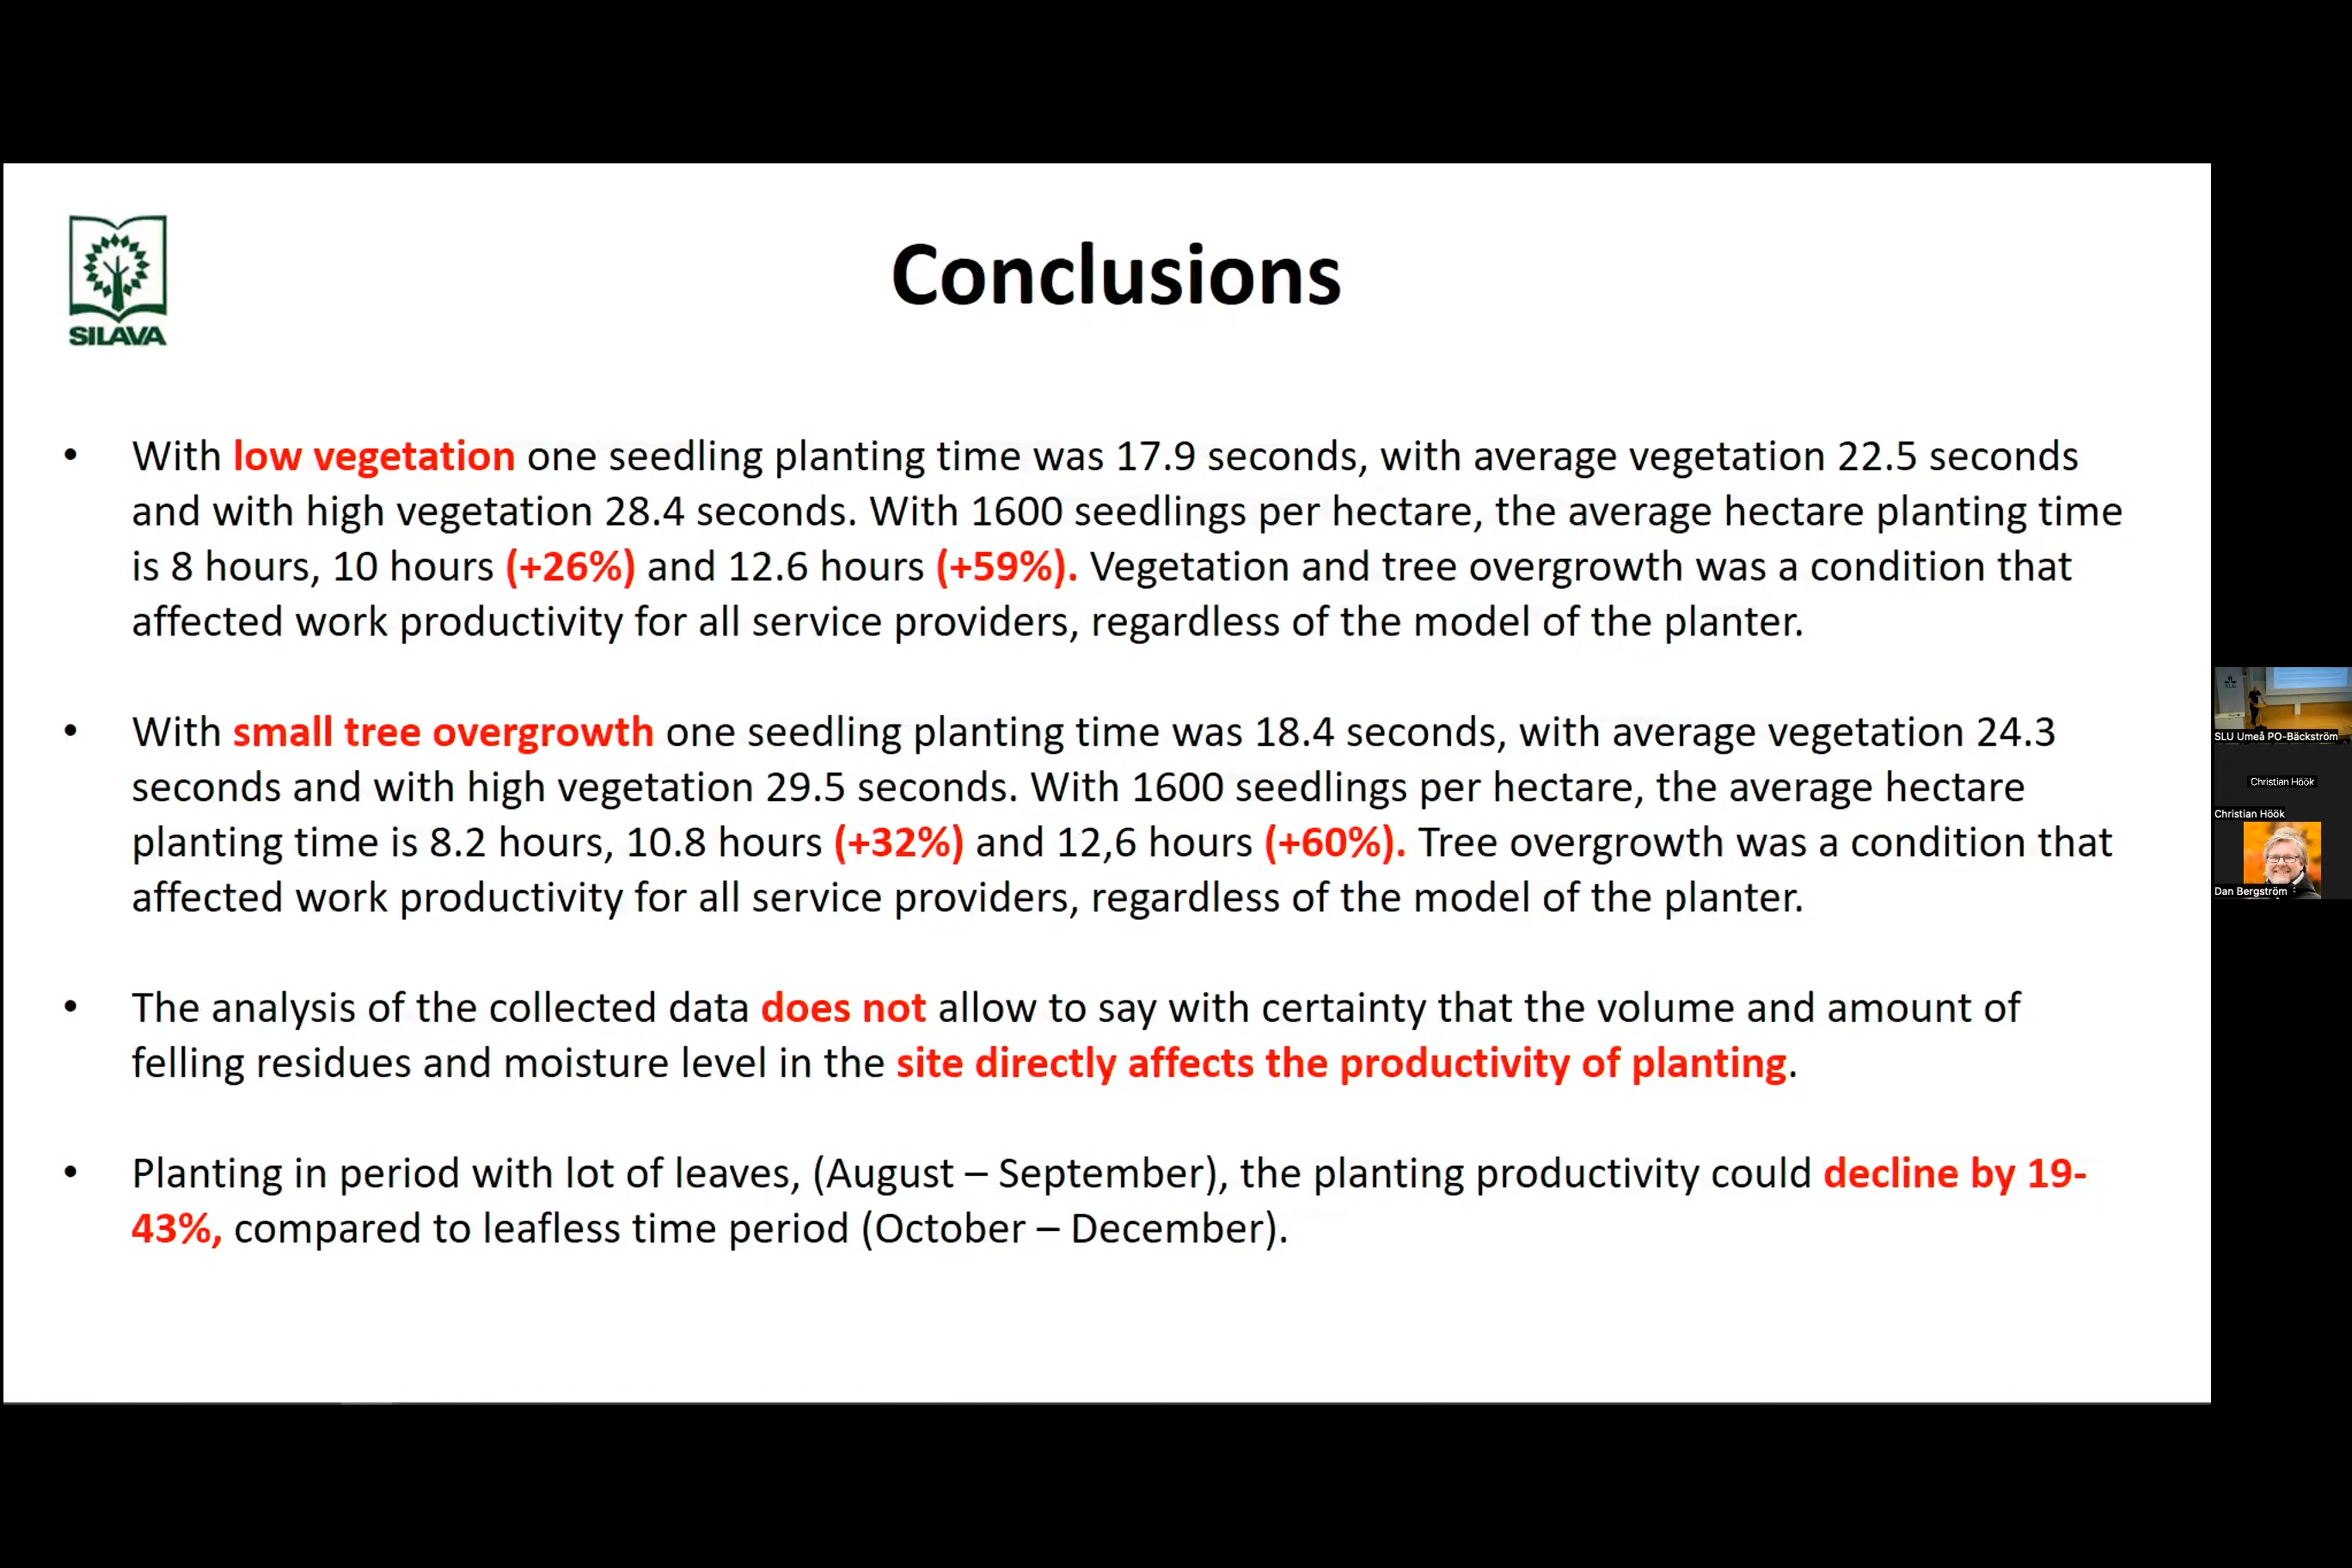 SILAVA
Conclusions
• With low vegetation one seedling planting time was 17.9 seconds, with average vegetation 22.5 seconds
and with high vegetation 28.4 seconds. With 1600 seedlings per hectare, the average hectare planting time
is 8 hours, 10 hours (+26%) and 12.6 hours (+59%). Vegetation and tree overgrowth was a condition that
affected work productivity for all service providers, regardless of the model of the planter.
• With small tree overgrowth one seedling planting time was 18.4 seconds, with average vegetation 24.3
seconds and with high vegetation 29.5 seconds. With 1600 seedlings per hectare, the average hectare
planting time is 8.2 hours, 10.8 hours (+32%) and 12,6 hours (+60%). Tree overgrowth was a condition that
affected work productivity for all service providers, regardless of the model of the planter.
• The analysis of the collected data does not allow to say with certainty that the volume and amount of
felling residues and moisture level in the site directly affects the productivity of planting.
• Planting in period with lot of leaves, (August – September), the planting productivity could decline by 19-
43%, compared to leafless time period (October – December).
SLU Umeå PO-Bäckström
Christian Höök
Christian Höök
Dan Bergström